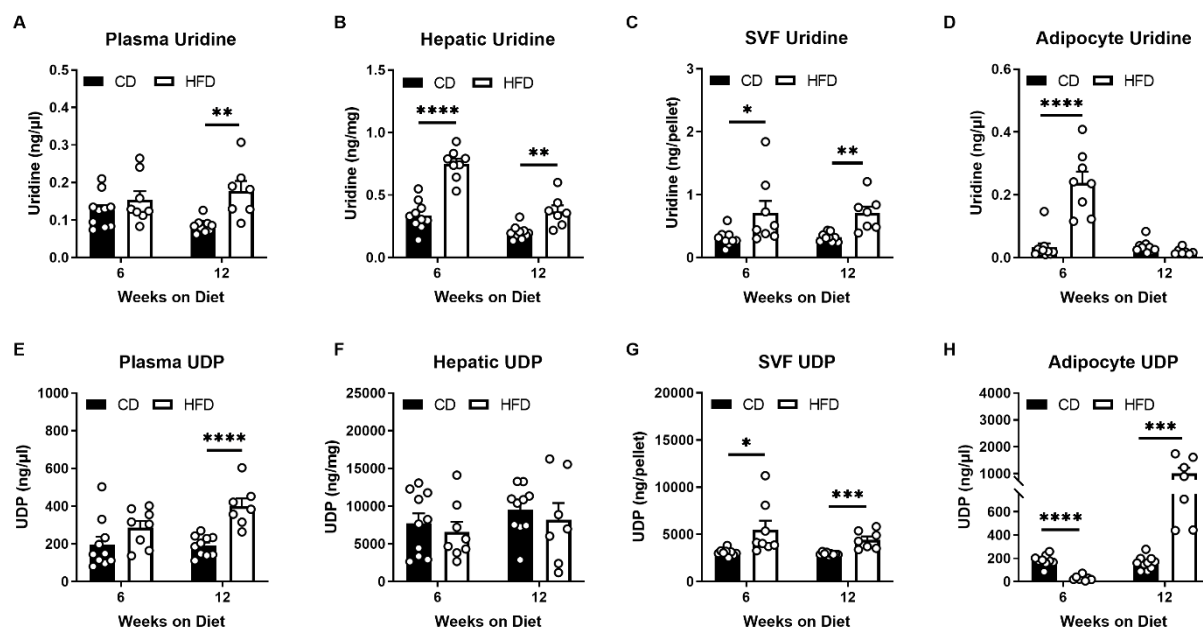 A
Plasma Uridine
Uridine (ng/µl)
0.5
0.4
0.3
0.2
0.1
0.0
CD
HFD
**
6
12
Weeks on Diet
B
Hepatic Uridine
Uridine (ng/mg)
1.5
1.0
0.5
0.0
CD
HFD
****
**
6
12
Weeks on Diet
C
SVF Uridine
Uridine (ng/pellet)
3
2
1
0
CD
HFD
*
**
6
12
Weeks on Diet
D
Adipocyte Uridine
Uridine (ng/µl)
0.6
0.4
0.2
0.0
CD
HFD
****
6
12
Weeks on Diet
E
Plasma UDP
UDP (ng/µl)
1000
800
600
400
200
0
CD
HFD
****
6
12
Weeks on Diet
F
Hepatic UDP
UDP (ng/mg)
25000
20000
15000
10000
5000
0
CD
HFD
6
12
Weeks on Diet
G
SVF UDP
UDP (ng/pellet)
20000
15000
10000
5000
0
CD
HFD
*
***
6
12
Weeks on Diet
H
Adipocyte UDP
UDP (ng/µl)
4000
3000
2000
1000
400
200
0
CD
HFD
****
***
6
12
Weeks on Diet